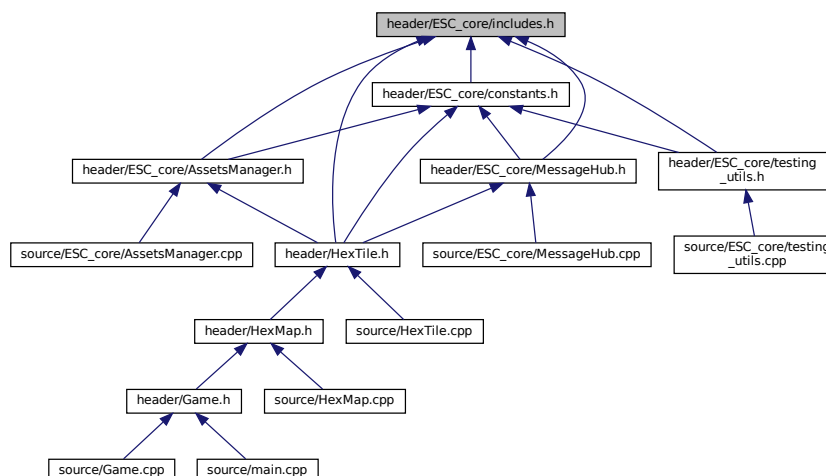 header/ESC_core/includes.h
header/ESC_core/constants.h
header/ESC_core/AssetsManager.h
header/ESC_core/MessageHub.h
header/ESC_core/testing
_utils.h
source/ESC_core/AssetsManager.cpp
header/HexTile.h
source/ESC_core/MessageHub.cpp
source/ESC_core/testing
_utils.cpp
header/HexMap.h
source/HexTile.cpp
header/Game.h
source/HexMap.cpp
source/Game.cpp
source/main.cpp